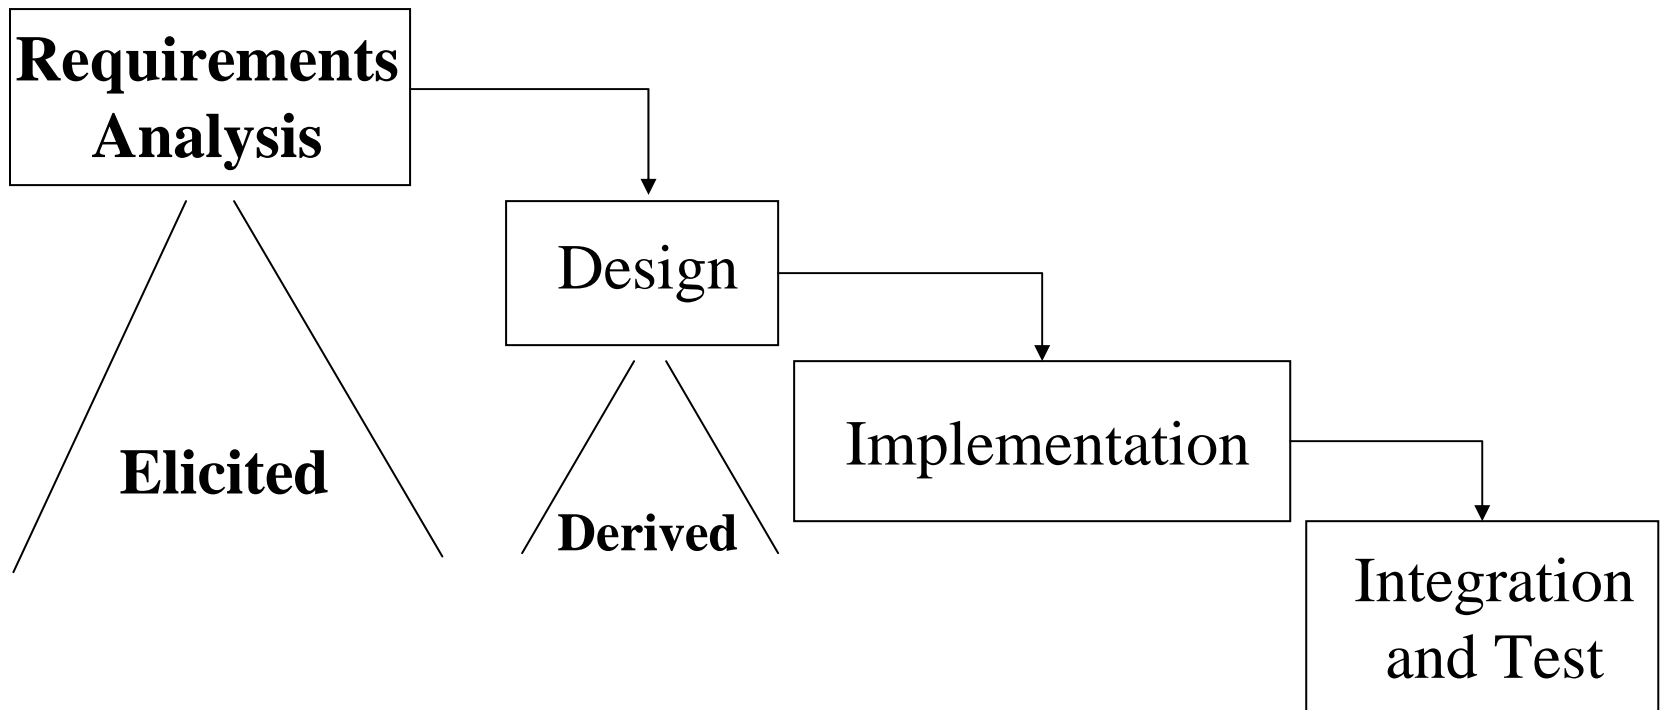 Requirements
Analysis
Design
Implementation
Elicited
Derived
Integration
and Test